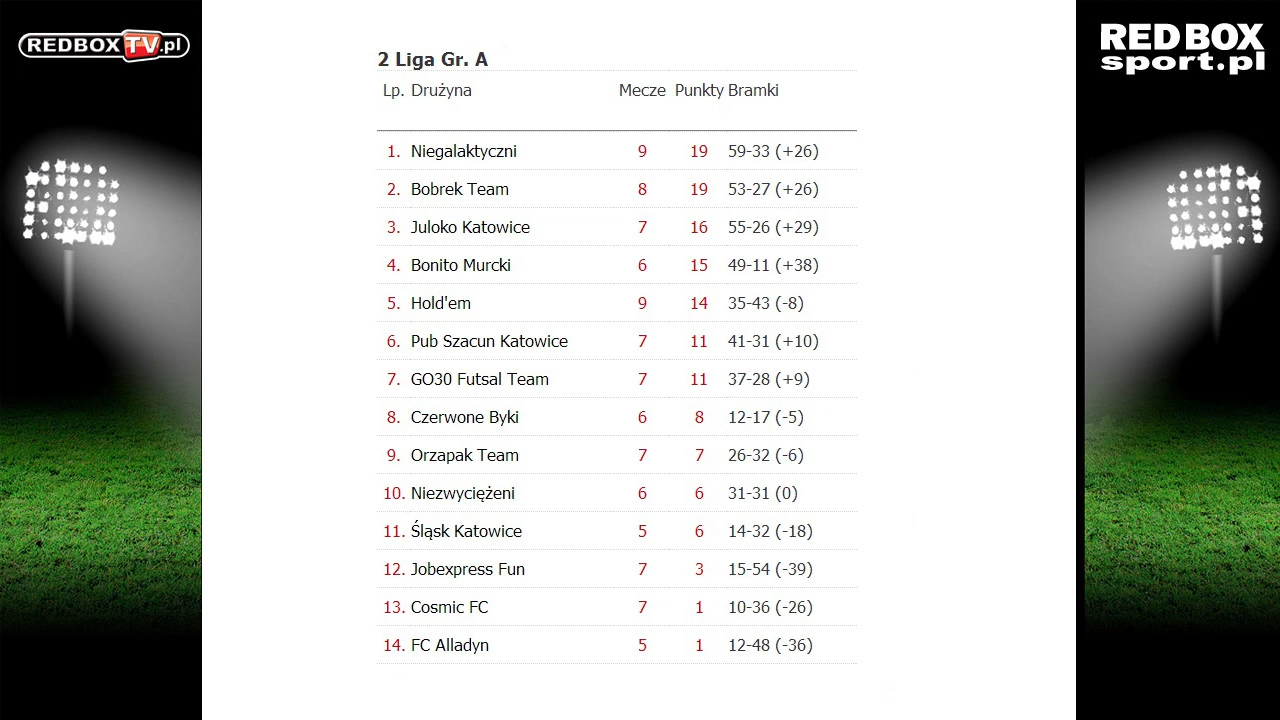 REDBOX TV.pl
RED BOX
sport.pl
2 Liga Gr. A
Lp. Drużyna Mecze Punkty Bramki
1. Niegalaktyczni 9 19 59-33 (+26)
2. Bobrek Team 8 19 53-27 (+26)
3. Juloko Katowice 7 16 55-26 (+29)
4. Bonito Murcki 6 15 49-11 (+38)
5. Hold'em 9 14 35-43 (-8)
6. Pub Szacun Katowice 7 11 41-31 (+10)
7. GO30 Futsal Team 7 11 37-28 (+9)
8. Czerwone Byki 6 8 12-17 (-5)
9. Orzapak Team 7 7 26-32 (-6)
10. Niezwyciężeni 6 6 31-31 (0)
11. Śląsk Katowice 5 6 14-32 (-18)
12. Jobexpress Fun 7 3 15-54 (-39)
13. Cosmic FC 7 1 10-36 (-26)
14. FC Alladyn 5 1 12-48 (-36)